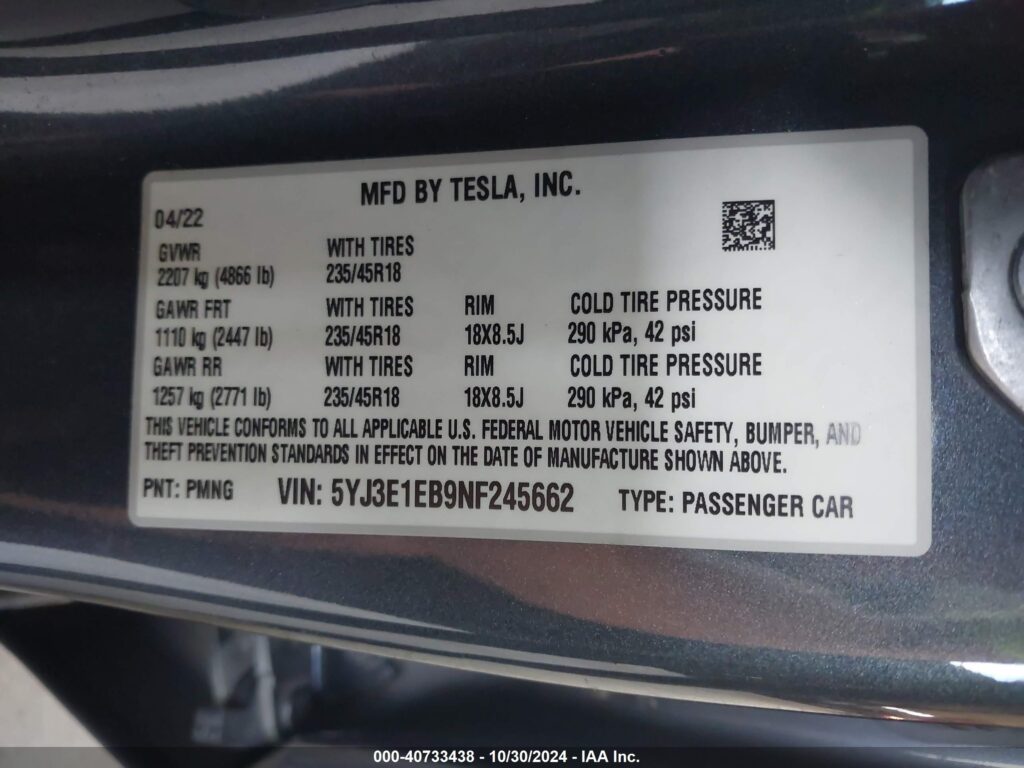 MFD BY TESLA, INC.
04/22
GVWR WITH TIRES
2207 kg (4866 lb) 235/45R18
GAWR FRT WITH TIRES RIM COLD TIRE PRESSURE
1110 kg (2447 lb) 235/45R18 18X8.5J 290 kPa, 42 psi
GAWR RR WITH TIRES RIM COLD TIRE PRESSURE
1257 kg (2771 lb) 235/45R18 18X8.5J 290 kPa, 42 psi
THIS VEHICLE CONFORMS TO ALL APPLICABLE U.S. FEDERAL MOTOR VEHICLE SAFETY, BUMPER, AND
THEFT PREVENTION STANDARDS IN EFFECT ON THE DATE OF MANUFACTURE SHOWN ABOVE.
PNT: PMNG VIN: 5YJ3E1EB9NF245662 TYPE: PASSENGER CAR
000-40733438 - 10/30/2024 - IAA Inc.